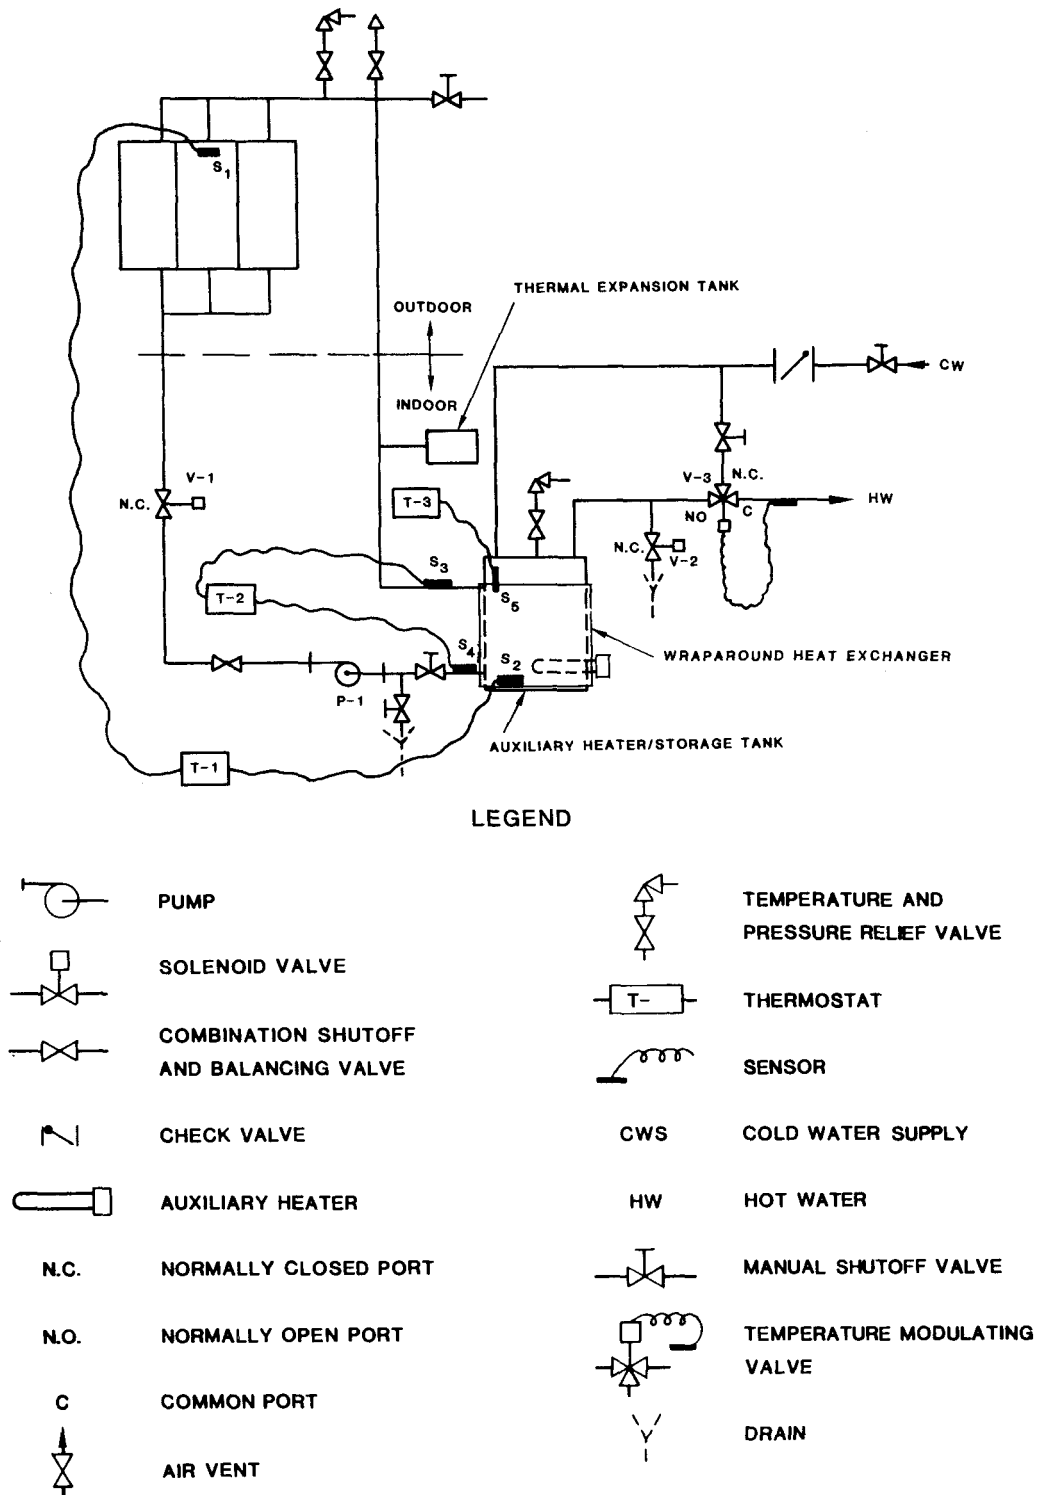 S1
THERMAL EXPANSION TANK
OUTDOOR
CW
INDOOR
V-1
N.C.
T-3
V-3
N.C.
HW
NO
C
N.C.
V-2
S3
T-2
S5
S4
S2
WRAPAROUND HEAT EXCHANGER
P-1
AUXILIARY HEATER/STORAGE TANK
T-1
LEGEND
PUMP
SOLENOID VALVE
COMBINATION SHUTOFF
AND BALANCING VALVE
CHECK VALVE
AUXILIARY HEATER
N.C. NORMALLY CLOSED PORT
N.O. NORMALLY OPEN PORT
C COMMON PORT
AIR VENT
TEMPERATURE AND
PRESSURE RELIEF VALVE
T- THERMOSTAT
SENSOR
CWS COLD WATER SUPPLY
HW HOT WATER
MANUAL SHUTOFF VALVE
TEMPERATURE MODULATING
VALVE
DRAIN